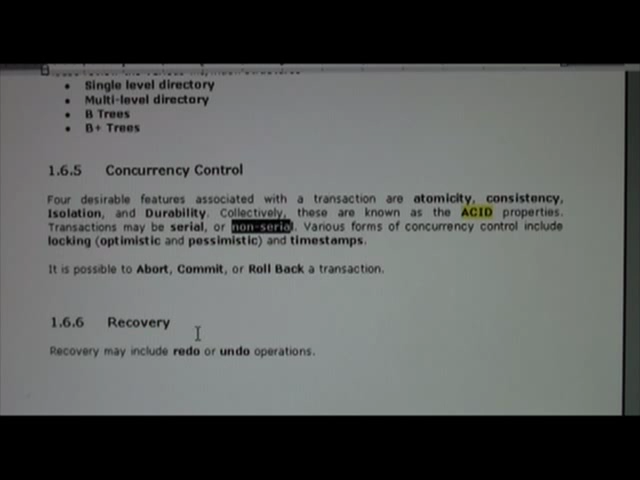 Single level directory
Multi-level directory
B Trees
B+ Trees
1.6.5 Concurrency Control
Four desirable features associated with a transaction are atomicity, consistency,
Isolation, and Durability. Collectively, these are known as the ACID properties.
Transactions may be serial, or non-serial. Various forms of concurrency control include
locking (optimistic and pessimistic) and timestamps.
It is possible to Abort, Commit, or Roll Back a transaction.
1.6.6 Recovery
Recovery may include redo or undo operations.